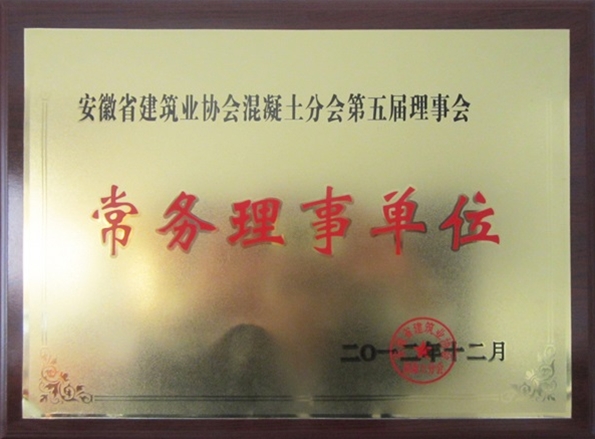 安徽省建筑业协会混凝土分会第五届理事会
常务理事单位
二〇一二年十二月